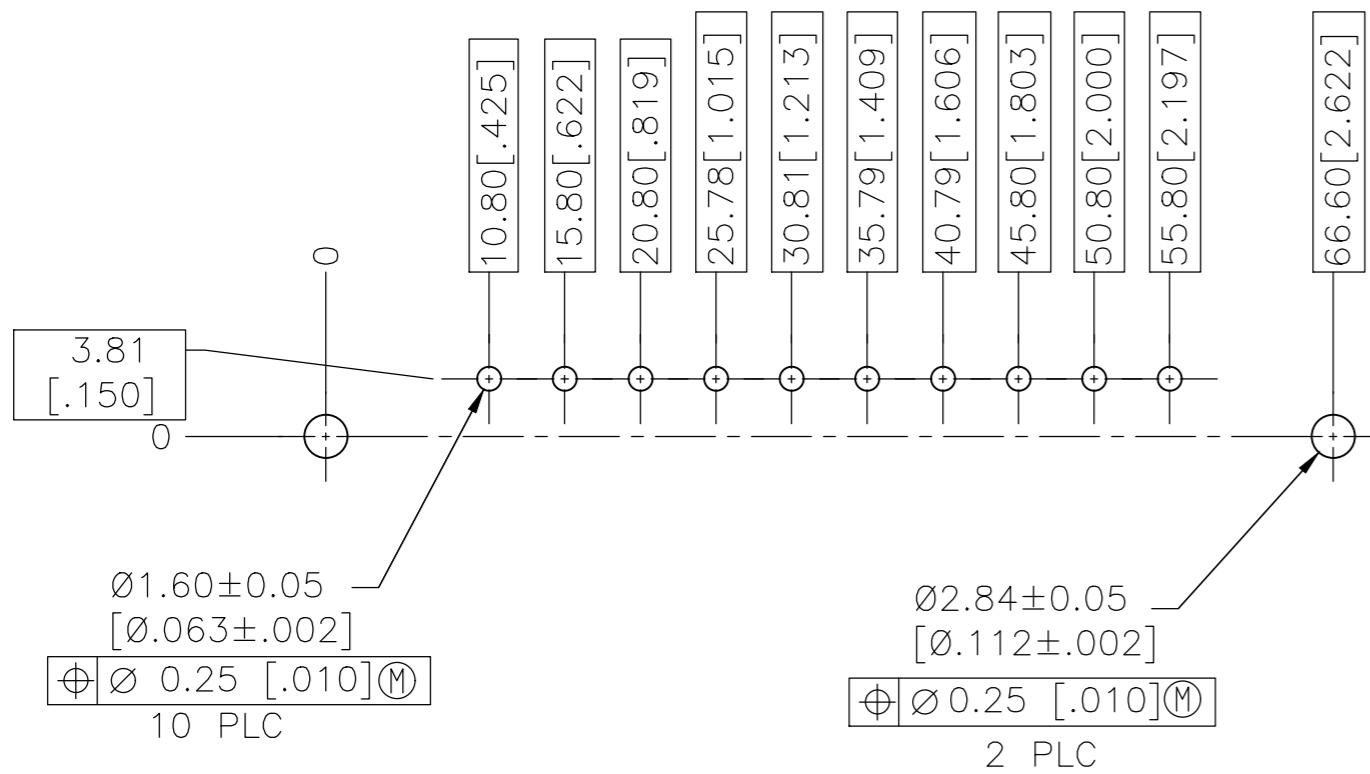 10.80[.425]
15.80[.622]
20.80[.819]
25.78[1.015]
30.81[1.213]
35.79[1.409]
40.79[1.606]
45.80[1.803]
50.80[2.000]
55.80[2.197]
66.60[2.622]
0
3.81
[.150]
0
Ø1.60±0.05
[Ø.063±.002]
⌖ Ø 0.25 [.010]Ⓜ
10 PLC
Ø2.84±0.05
[Ø.112±.002]
⌖ Ø 0.25 [.010]Ⓜ
2 PLC